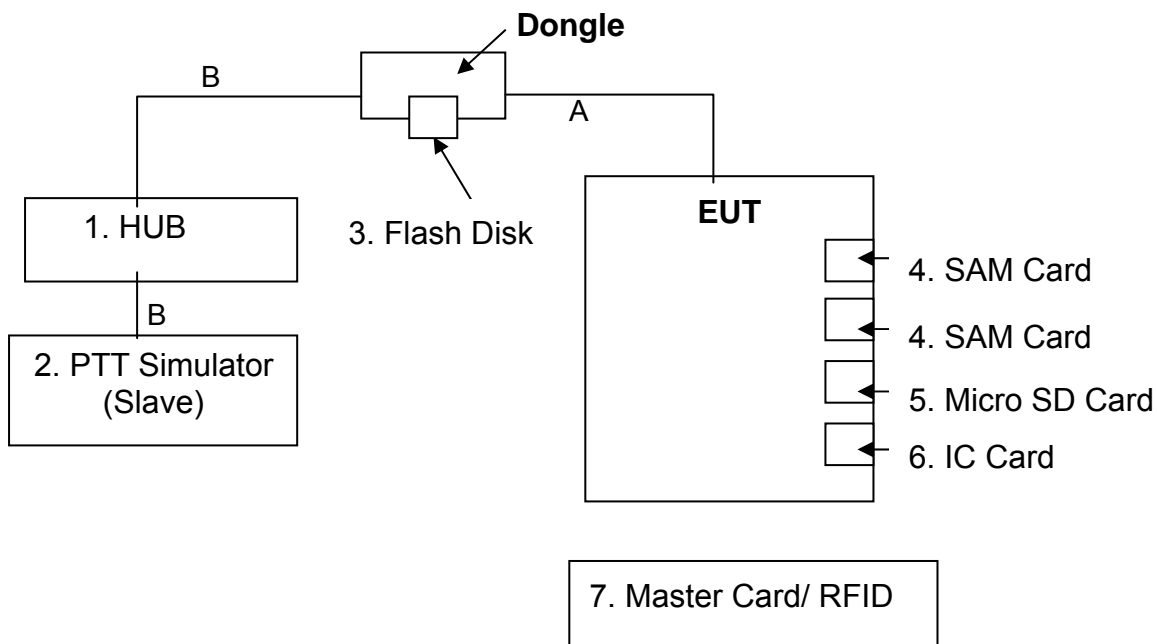 Dongle
B
A
1. HUB
3. Flash Disk
EUT
4. SAM Card
B
4. SAM Card
2. PTT Simulator
(Slave)
5. Micro SD Card
6. IC Card
7. Master Card/ RFID